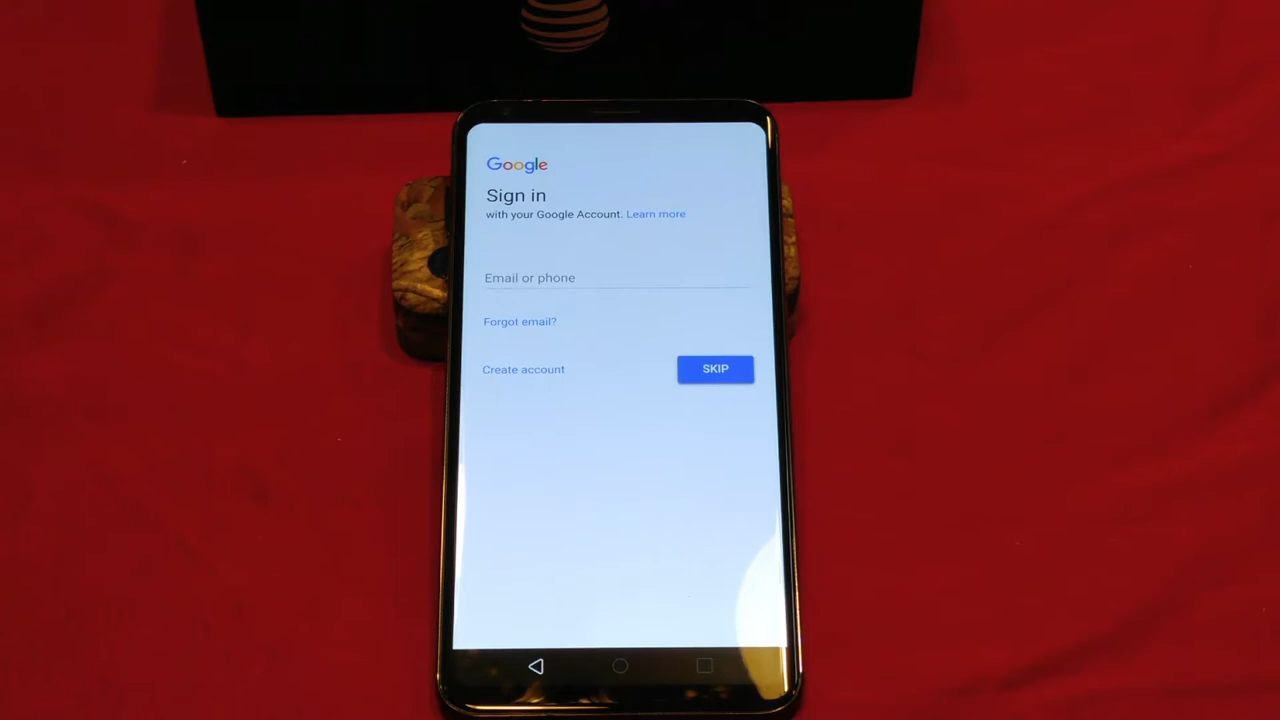 Google
Sign in
with your Google Account. Learn more
Email or phone
Forgot email?
Create account
SKIP